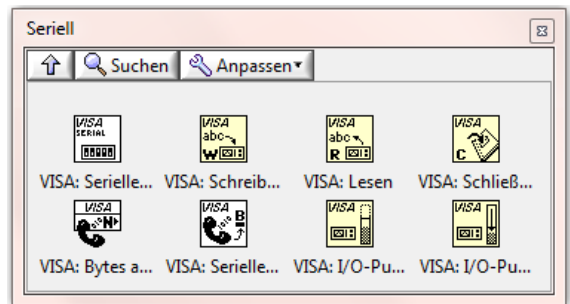 Seriell
Suchen Anpassen
VISA SERIAL
VISA abc W
VISA abc R
VISA C
VISA: Serielle... VISA: Schreib... VISA: Lesen VISA: Schließ...
VISA N
VISA B
VISA
VISA
VISA: Bytes a... VISA: Serielle... VISA: I/O-Pu... VISA: I/O-Pu...